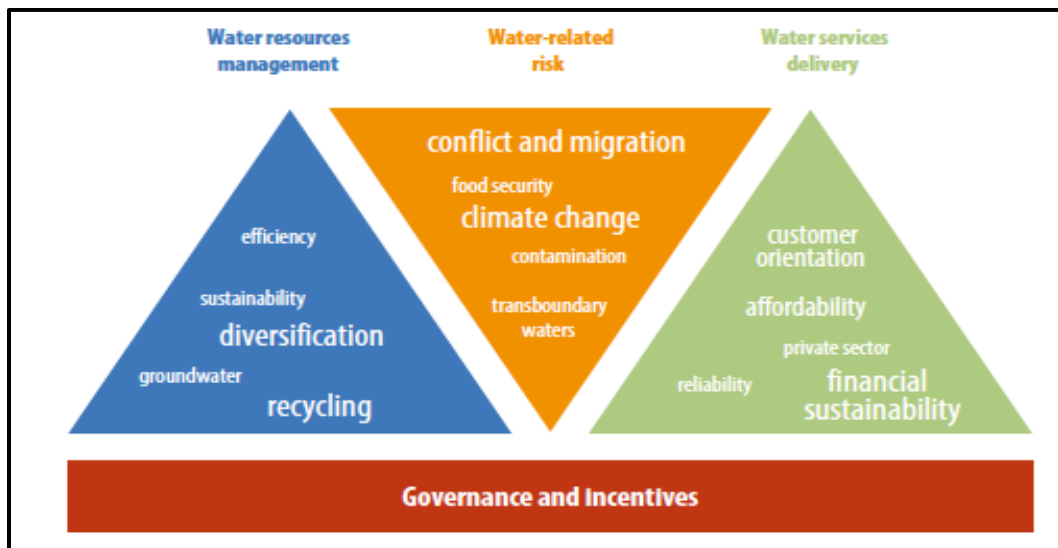 Water resources
management
Water-related
risk
Water services
delivery
conflict and migration
food security
climate change
contamination
transboundary
waters
efficiency
sustainability
diversification
groundwater
recycling
customer
orientation
affordability
private sector
reliability
financial
sustainability
Governance and incentives